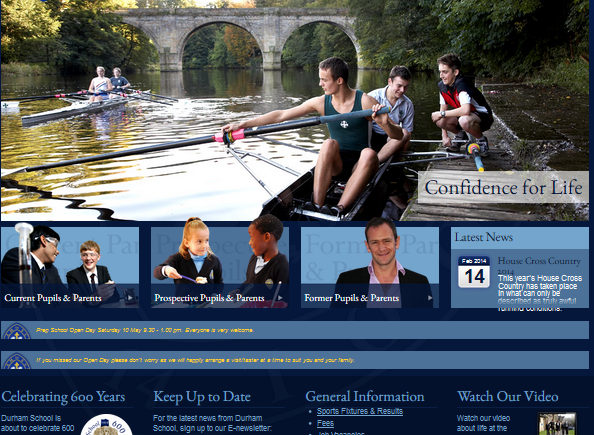 Confidence for Life
Current Pupils & Parents
Prospective Pupils & Parents
Former Pupils & Parents
Latest News
Feb 2014
14
House Cross Country
2014
This year's House Cross
Country has taken place
in what can only be
described as truly awful
running conditions.
Prep School Open Day Saturday 10 May 9.30 - 1.00 pm. Everyone is very welcome.
If you missed our Open Day please don't worry as we will happily arrange a visit/taster at a time to suit you and your family.
Celebrating 600 Years
Durham School is
about to celebrate 600
600
Keep Up to Date
For the latest news from Durham
School, sign up to our E-newsletter:
General Information
Sports Fixtures & Results
Fees
Job Vacancies
Watch Our Video
Watch our video
about life at the